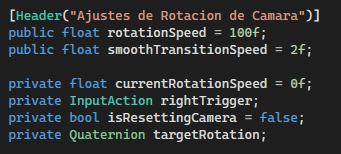 [Header("Ajustes de Rotacion de Camara")]
public float rotationSpeed = 100f;
public float smoothTransitionSpeed = 2f;
private float currentRotationSpeed = 0f;
private InputAction rightTrigger;
private bool isResettingCamera = false;
private Quaternion targetRotation;